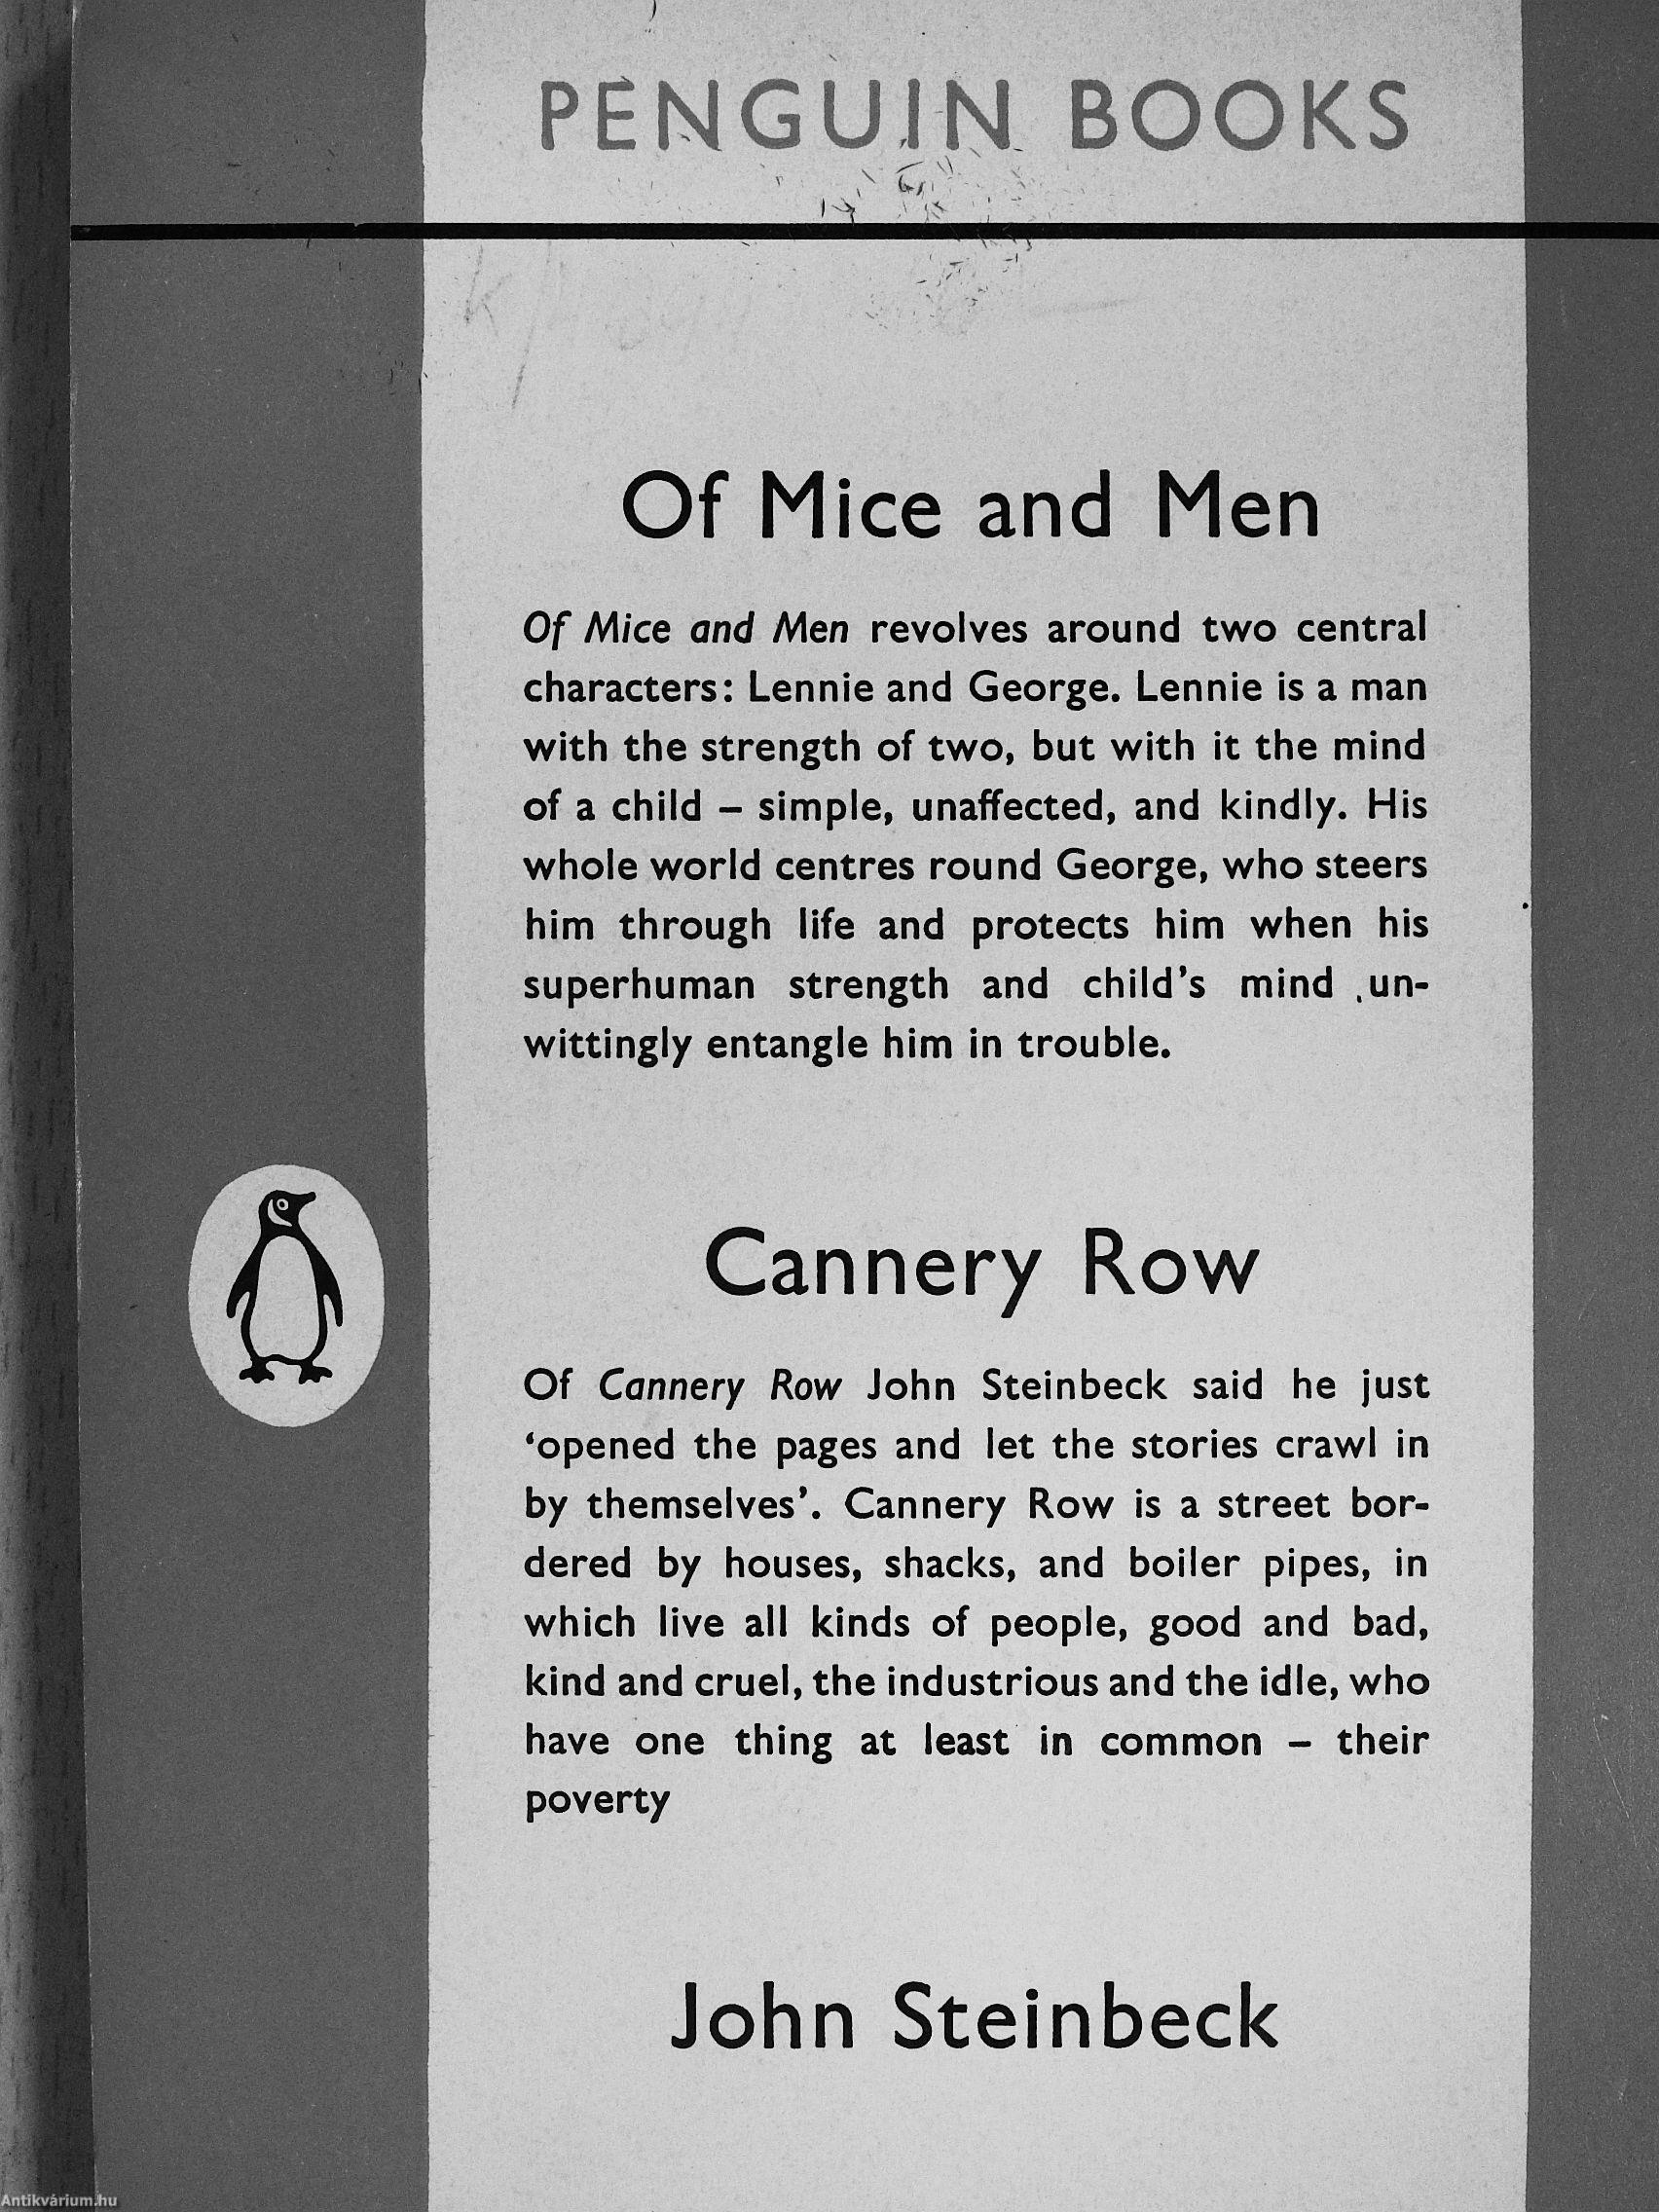 PENGUIN BOOKS
Of Mice and Men
Of Mice and Men revolves around two central
characters: Lennie and George. Lennie is a man
with the strength of two, but with it the mind
of a child – simple, unaffected, and kindly. His
whole world centres round George, who steers
him through life and protects him when his
superhuman strength and child's mind un-
wittingly entangle him in trouble.
Cannery Row
Of Cannery Row John Steinbeck said he just
‘opened the pages and let the stories crawl in
by themselves’. Cannery Row is a street bor-
dered by houses, shacks, and boiler pipes, in
which live all kinds of people, good and bad,
kind and cruel, the industrious and the idle, who
have one thing at least in common – their
poverty
John Steinbeck
Antikvárium.hu